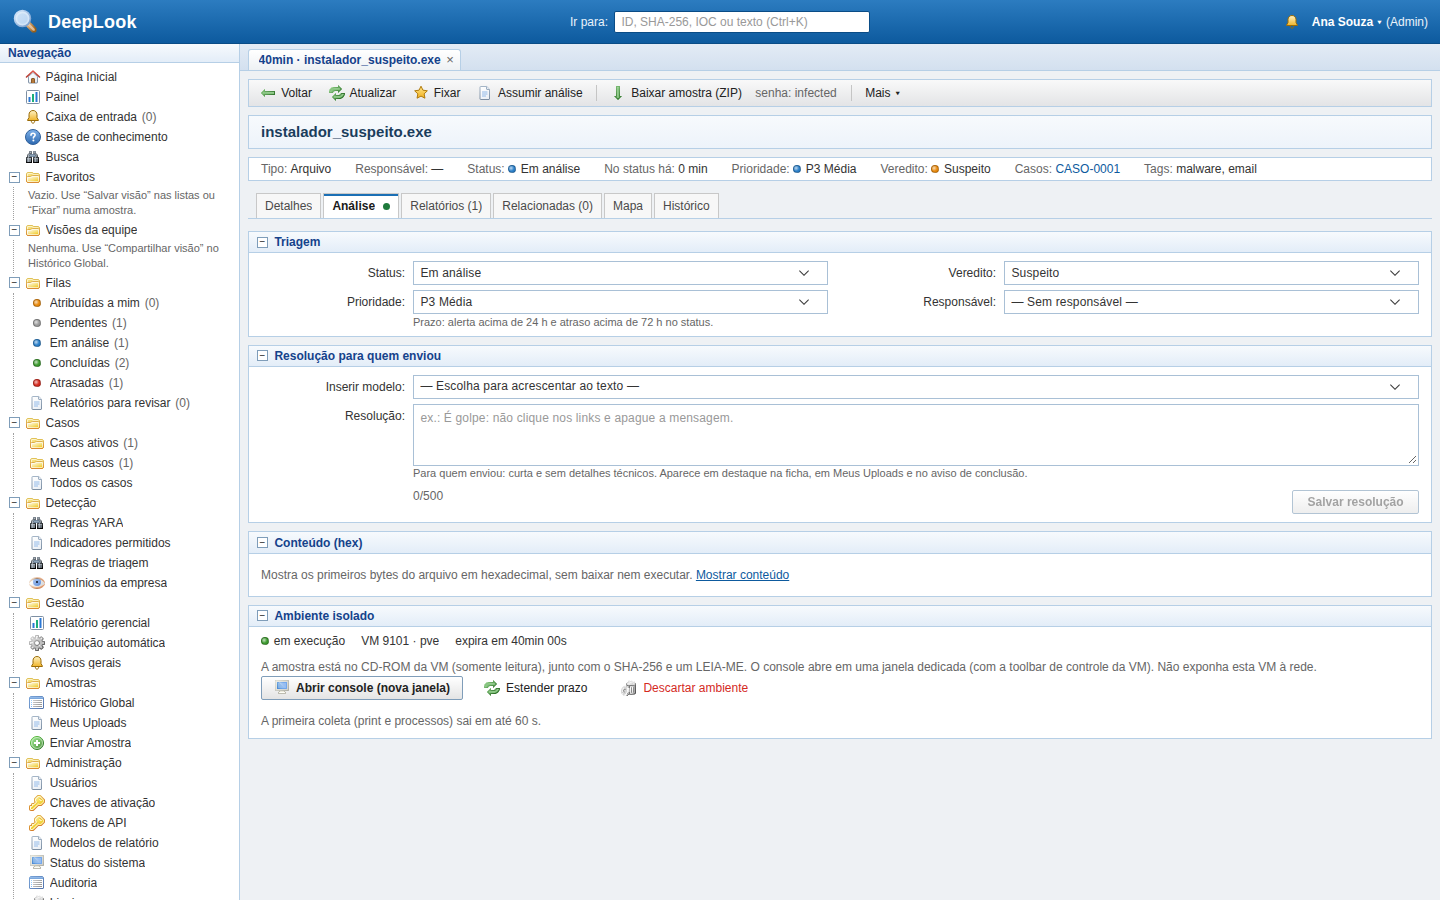 DeepLook
Ir para: ID, SHA-256, IOC ou texto (Ctrl+K)
Ana Souza (Admin)
Navegação
Página Inicial
Painel
Caixa de entrada (0)
Base de conhecimento
Busca
Favoritos
Vazio. Use “Salvar visão” nas listas ou
“Fixar” numa amostra.
Visões da equipe
Nenhuma. Use “Compartilhar visão” no
Histórico Global.
Filas
Atribuídas a mim (0)
Pendentes (1)
Em análise (1)
Concluídas (2)
Atrasadas (1)
Relatórios para revisar (0)
Casos
Casos ativos (1)
Meus casos (1)
Todos os casos
Detecção
Regras YARA
Indicadores permitidos
Regras de triagem
Domínios da empresa
Gestão
Relatório gerencial
Atribuição automática
Avisos gerais
Amostras
Histórico Global
Meus Uploads
Enviar Amostra
Administração
Usuários
Chaves de ativação
Tokens de API
Modelos de relatório
Status do sistema
Auditoria
40min · instalador_suspeito.exe ×
Voltar Atualizar Fixar Assumir análise Baixar amostra (ZIP) senha: infected Mais
instalador_suspeito.exe
Tipo: Arquivo Responsável: — Status: Em análise No status há: 0 min Prioridade: P3 Média Veredito: Suspeito Casos: CASO-0001 Tags: malware, email
Detalhes Análise Relatórios (1) Relacionadas (0) Mapa Histórico
Triagem
Status: Em análise Veredito: Suspeito
Prioridade: P3 Média Responsável: — Sem responsável —
Prazo: alerta acima de 24 h e atraso acima de 72 h no status.
Resolução para quem enviou
Inserir modelo: — Escolha para acrescentar ao texto —
Resolução: ex.: É golpe: não clique nos links e apague a mensagem.
Para quem enviou: curta e sem detalhes técnicos. Aparece em destaque na ficha, em Meus Uploads e no aviso de conclusão.
0/500
Salvar resolução
Conteúdo (hex)
Mostra os primeiros bytes do arquivo em hexadecimal, sem baixar nem executar. Mostrar conteúdo
Ambiente isolado
em execução VM 9101 · pve expira em 40min 00s
A amostra está no CD-ROM da VM (somente leitura), junto com o SHA-256 e um LEIA-ME. O console abre em uma janela dedicada (com a toolbar de controle da VM). Não exponha esta VM à rede.
Abrir console (nova janela) Estender prazo Descartar ambiente
A primeira coleta (print e processos) sai em até 60 s.